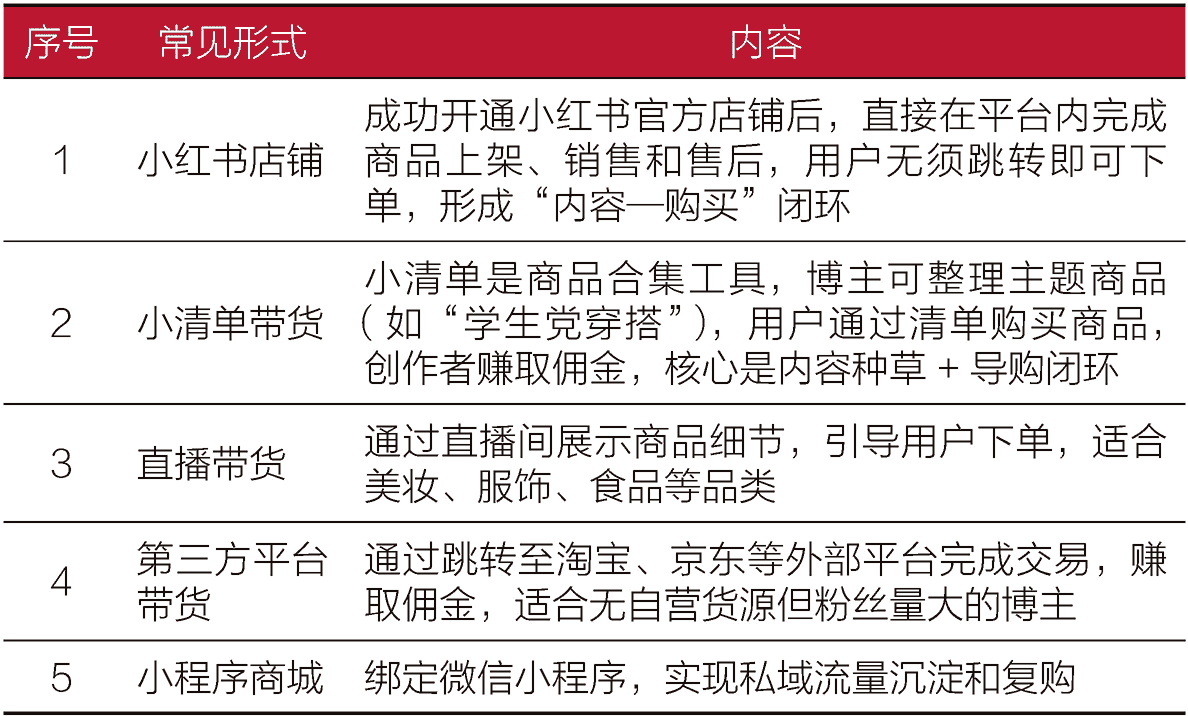 序号 常见形式 内容
1 小红书店铺 成功开通小红书官方店铺后，直接在平台内完成
商品上架、销售和售后，用户无须跳转即可下
单，形成“内容—购买”闭环
2 小清单带货 小清单是商品合集工具，博主可整理主题商品
（如“学生党穿搭”），用户通过清单购买商品，
创作者赚取佣金，核心是内容种草+导购闭环
3 直播带货 通过直播间展示商品细节，引导用户下单，适合
美妆、服饰、食品等品类
4 第三方平台 通过跳转至淘宝、京东等外部平台完成交易，赚
带货 取佣金，适合无自营货源但粉丝量大的博主
5 小程序商城 绑定微信小程序，实现私域流量沉淀和复购